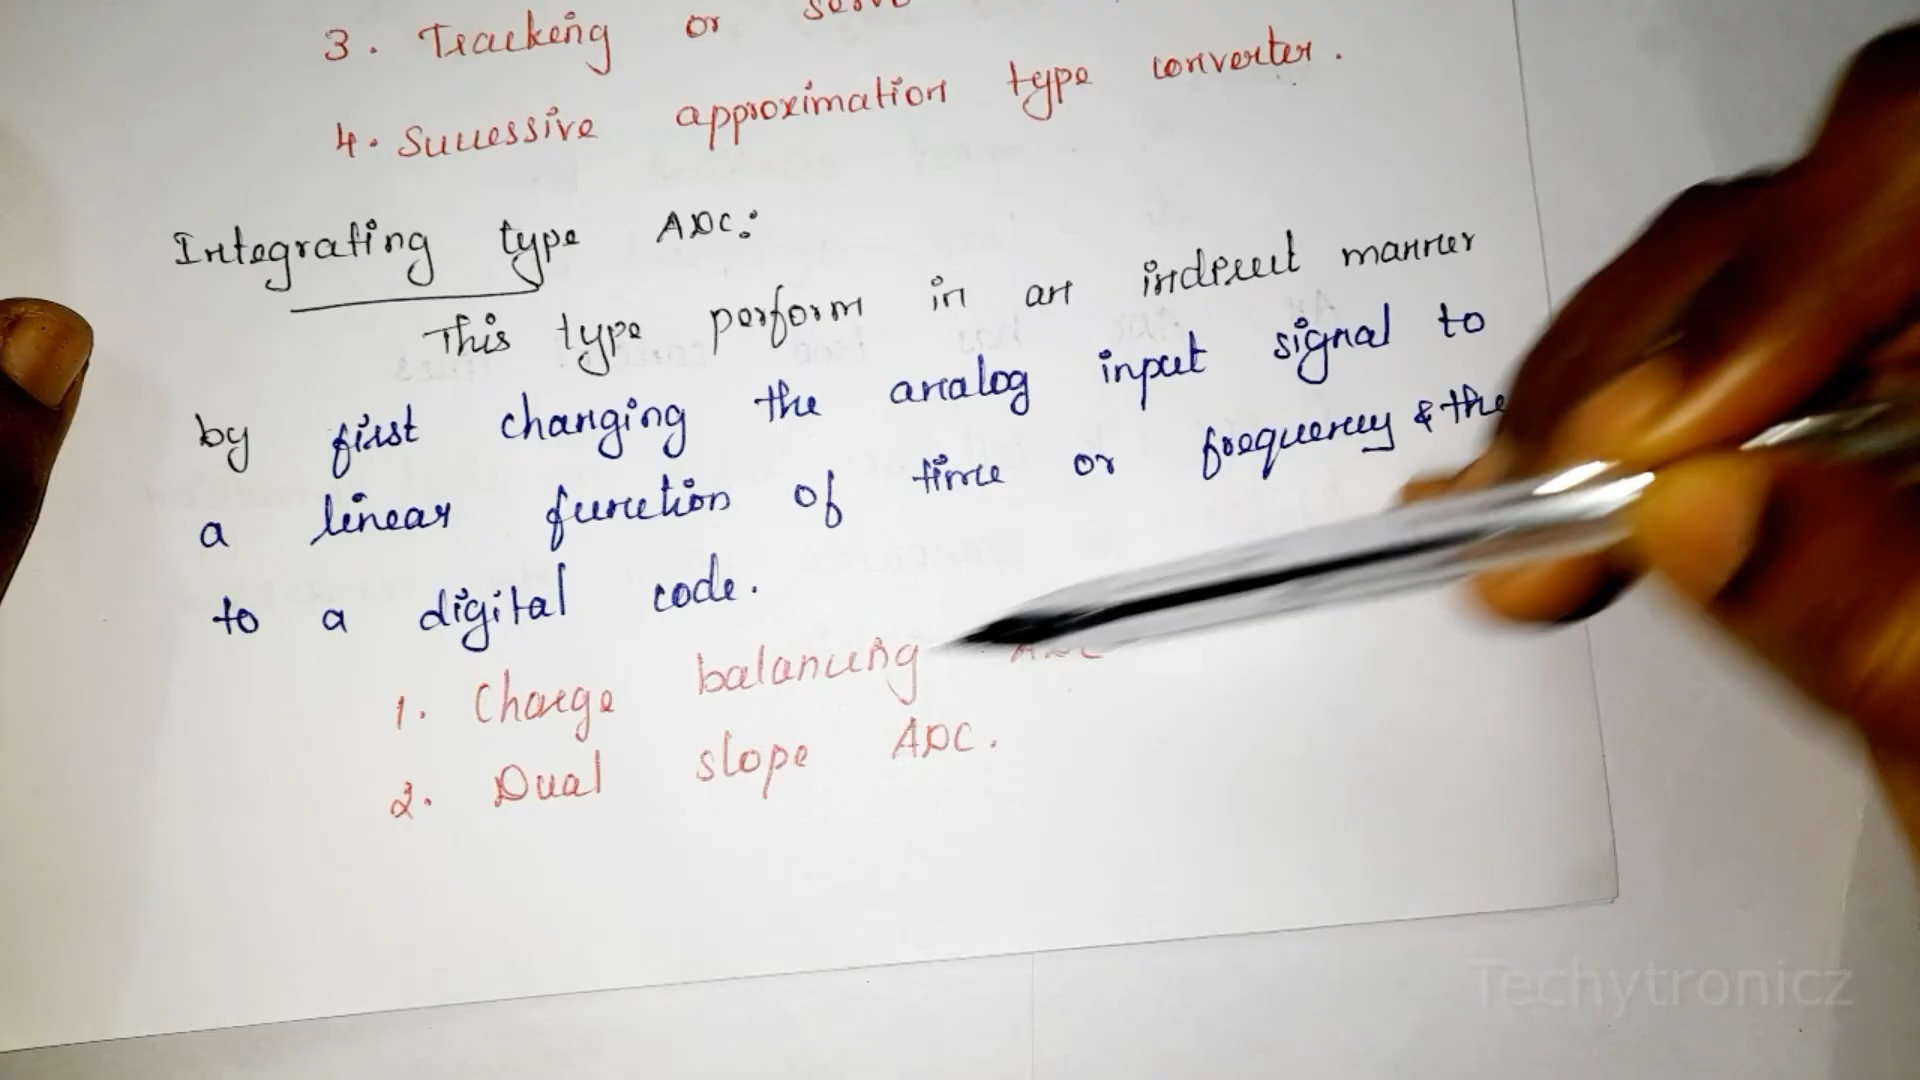 3. Tracking or
4. Successive approximation type converter.
Integrating type ADC:
This type perform in an indirect manner
by first changing the analog input signal to
a linear function of time or frequency & the
to a digital code.
1. Charge balancing
2. Dual slope ADC.
Techytronicz